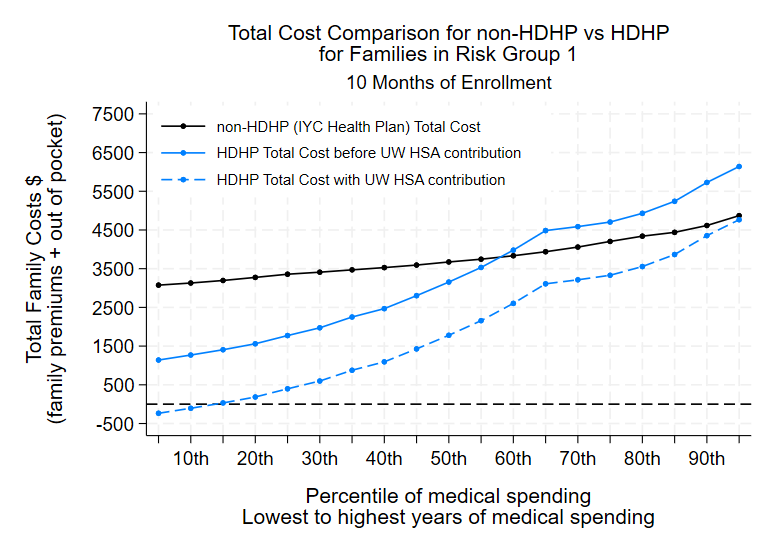 Total Cost Comparison for non-HDHP vs HDHP
for Families in Risk Group 1
10 Months of Enrollment
Total Family Costs $
(family premiums + out of pocket)
7500
6500
5500
4500
3500
2500
1500
500
-500
non-HDHP (IYC Health Plan) Total Cost
HDHP Total Cost before UW HSA contribution
HDHP Total Cost with UW HSA contribution
10th 20th 30th 40th 50th 60th 70th 80th 90th
Percentile of medical spending
Lowest to highest years of medical spending